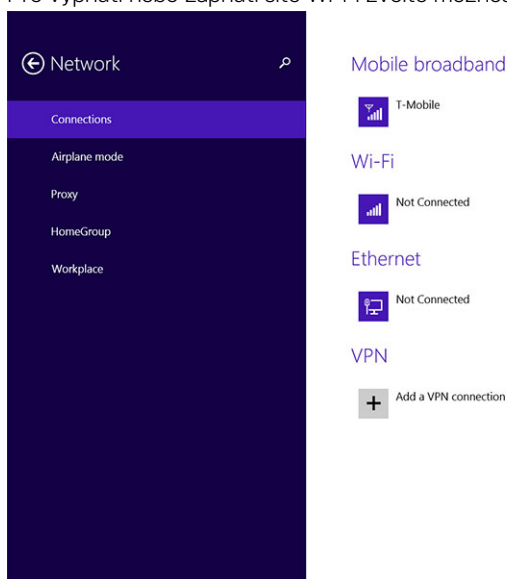 Network
Connections
Airplane mode
Proxy
HomeGroup
Workplace
Mobile broadband
T-Mobile
Wi-Fi
Not Connected
Ethernet
Not Connected
VPN
Add a VPN connection